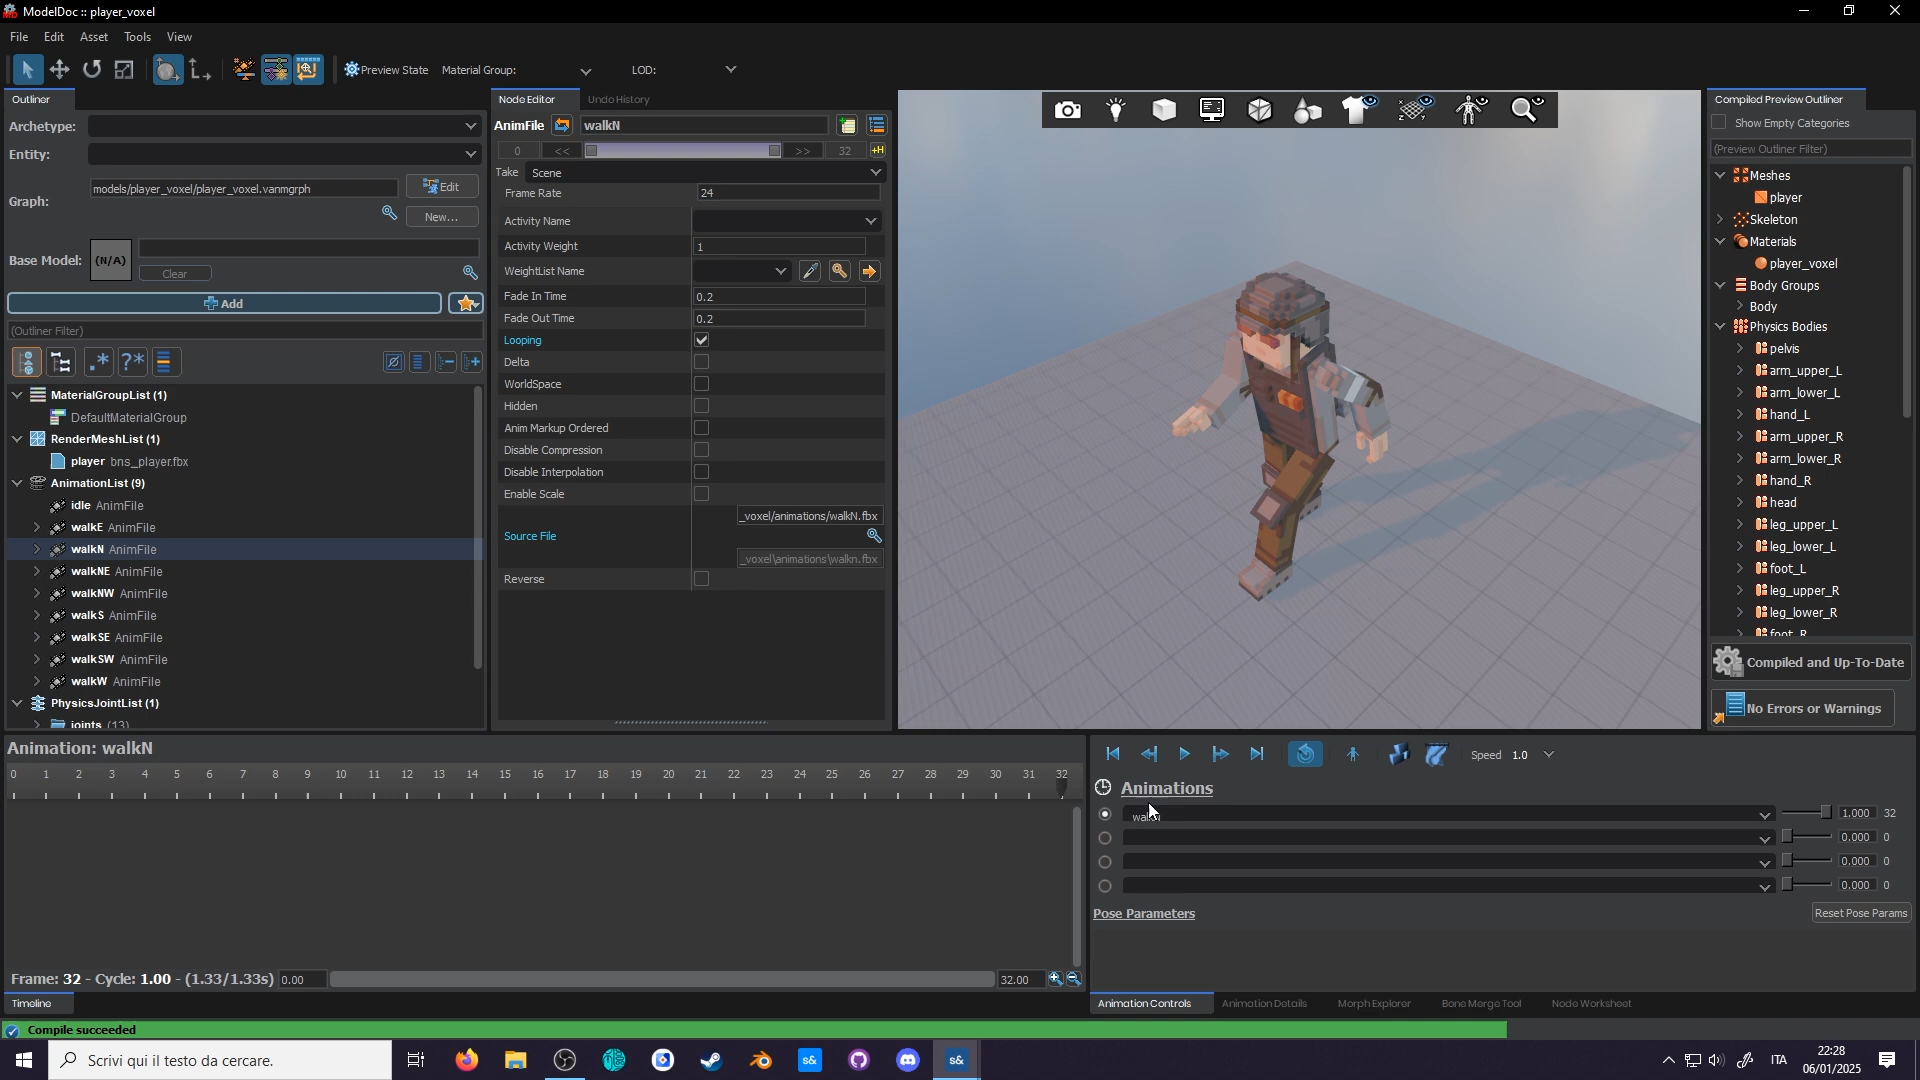 ModelDoc :: player_voxel
File Edit Asset Tools View
Preview State Material Group: LOD:
Outliner
Archetype:
Entity:
Graph: models/player_voxel/player_voxel.vanmgrph Edit
New...
Base Model: (N/A)
Clear
Add
(Outliner Filter)
MaterialGroupList (1)
DefaultMaterialGroup
RenderMeshList (1)
player bns_player.fbx
AnimationList (9)
idle AnimFile
walkE AnimFile
walkN AnimFile
walkNE AnimFile
walkNW AnimFile
walkS AnimFile
walkSE AnimFile
walkSW AnimFile
walkW AnimFile
PhysicsJointList (1)
joints (13)
Node Editor Undo History
AnimFile walkN
0 << >> 32 +H
Take Scene
Frame Rate 24
Activity Name
Activity Weight 1
WeightList Name
Fade In Time 0.2
Fade Out Time 0.2
Looping
Delta
WorldSpace
Hidden
Anim Markup Ordered
Disable Compression
Disable Interpolation
Enable Scale
_voxel/animations/walkN.fbx
Source File
_voxel\animations\walkn.fbx
Reverse
Compiled Preview Outliner
Show Empty Categories
(Preview Outliner Filter)
Meshes
player
Skeleton
Materials
player_voxel
Body Groups
Body
Physics Bodies
pelvis
arm_upper_L
arm_lower_L
hand_L
arm_upper_R
arm_lower_R
hand_R
head
leg_upper_L
leg_lower_L
foot_L
leg_upper_R
leg_lower_R
foot_R
Compiled and Up-To-Date
No Errors or Warnings
Animation: walkN
0 1 2 3 4 5 6 7 8 9 10 11 12 13 14 15 16 17 18 19 20 21 22 23 24 25 26 27 28 29 30 31 32
Frame: 32 - Cycle: 1.00 - (1.33/1.33s) 0.00 32.00
Timeline
Speed 1.0
Animations
walkN 1.000 32
0.000 0
0.000 0
0.000 0
Pose Parameters Reset Pose Params
Animation Controls Animation Details Morph Explorer Bone Merge Tool Node Worksheet
Compile succeeded
Scrivi qui il testo da cercare.
s& s&
ITA
22:28
06/01/2025